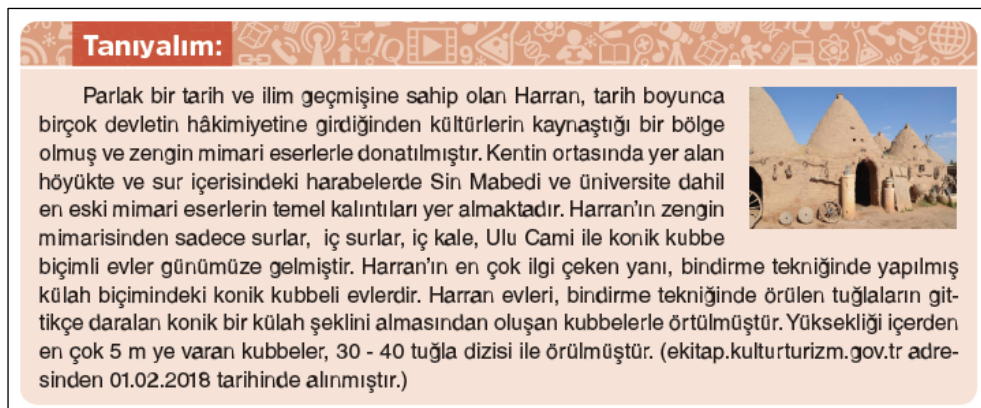 Tanıyalım:
Parlak bir tarih ve ilim geçmişine sahip olan Harran, tarih boyunca
birçok devletin hâkimiyetine girdiğinden kültürlerin kaynaştığı bir bölge
olmuş ve zengin mimari eserlerle donatılmıştır. Kentin ortasında yer alan
höyükte ve sur içerisindeki harabelerde Sin Mabedi ve üniversite dahil
en eski mimari eserlerin temel kalıntıları yer almaktadır. Harran’ın zengin
mimarisinden sadece surlar, iç surlar, iç kale, Ulu Cami ile konik kubbe
biçimli evler günümüze gelmiştir. Harran’ın en çok ilgi çeken yanı, bindirme tekniğinde yapılmış
külah biçimindeki konik kubbeli evlerdir. Harran evleri, bindirme tekniğinde örülen tuğlaların git-
tikçe daralan konik bir külah şeklini almasından oluşan kubbelerle örtülmüştür. Yüksekliği içerden
en çok 5 m ye varan kubbeler, 30 - 40 tuğla dizisi ile örülmüştür. (ekitap.kulturturizm.gov.tr adre-
sinden 01.02.2018 tarihinde alınmıştır.)